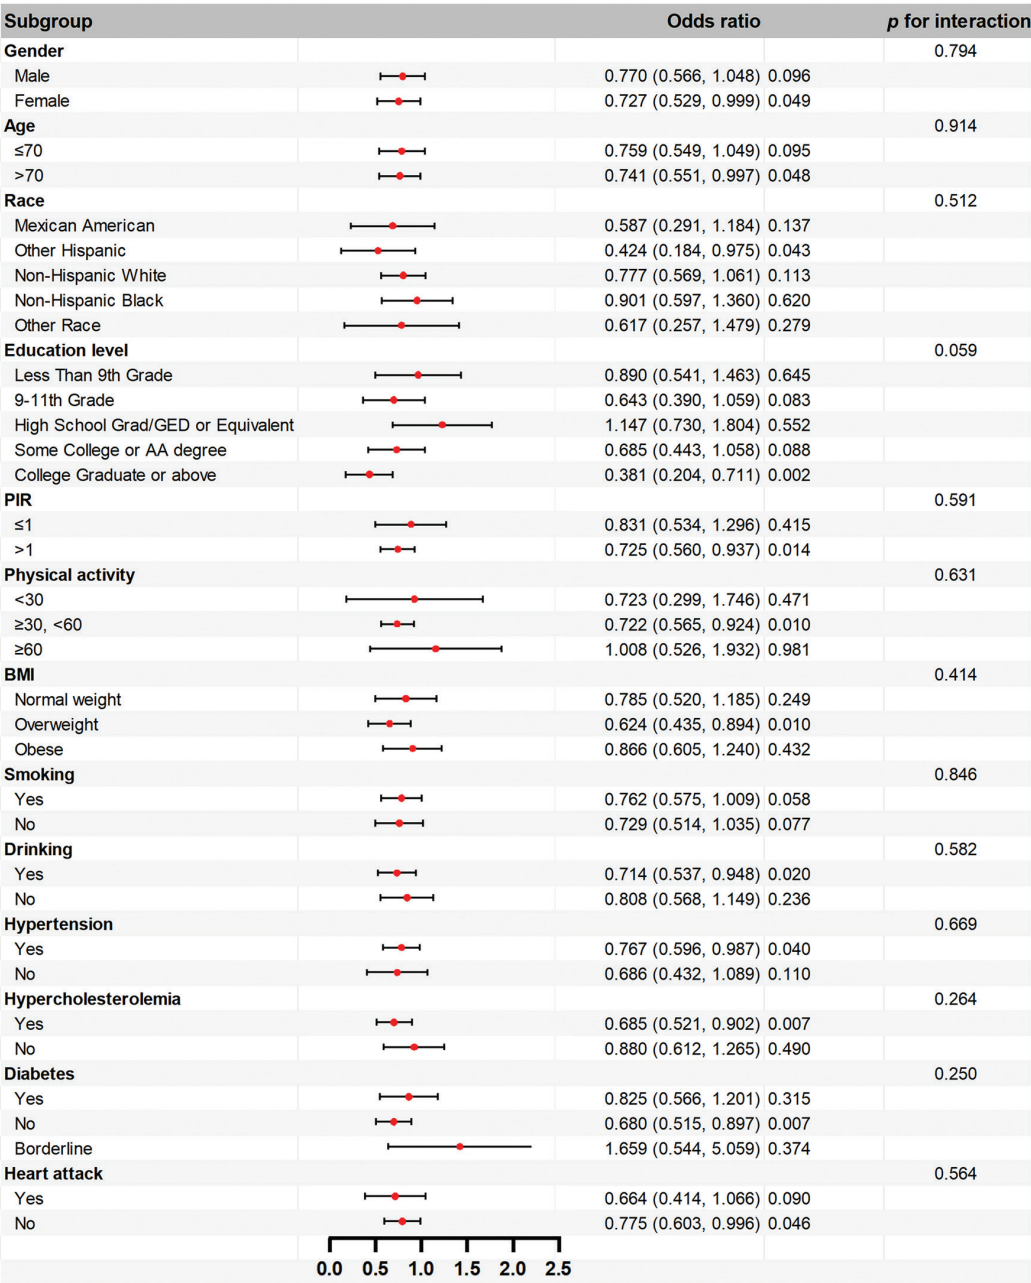 Subgroup Odds ratio p for interaction
Gender 0.794
Male 0.770 (0.566, 1.048) 0.096
Female 0.727 (0.529, 0.999) 0.049
Age 0.914
≤70 0.759 (0.549, 1.049) 0.095
>70 0.741 (0.551, 0.997) 0.048
Race 0.512
Mexican American 0.587 (0.291, 1.184) 0.137
Other Hispanic 0.424 (0.184, 0.975) 0.043
Non-Hispanic White 0.777 (0.569, 1.061) 0.113
Non-Hispanic Black 0.901 (0.597, 1.360) 0.620
Other Race 0.617 (0.257, 1.479) 0.279
Education level 0.059
Less Than 9th Grade 0.890 (0.541, 1.463) 0.645
9-11th Grade 0.643 (0.390, 1.059) 0.083
High School Grad/GED or Equivalent 1.147 (0.730, 1.804) 0.552
Some College or AA degree 0.685 (0.443, 1.058) 0.088
College Graduate or above 0.381 (0.204, 0.711) 0.002
PIR 0.591
≤1 0.831 (0.534, 1.296) 0.415
>1 0.725 (0.560, 0.937) 0.014
Physical activity 0.631
<30 0.723 (0.299, 1.746) 0.471
≥30, <60 0.722 (0.565, 0.924) 0.010
≥60 1.008 (0.526, 1.932) 0.981
BMI 0.414
Normal weight 0.785 (0.520, 1.185) 0.249
Overweight 0.624 (0.435, 0.894) 0.010
Obese 0.866 (0.605, 1.240) 0.432
Smoking 0.846
Yes 0.762 (0.575, 1.009) 0.058
No 0.729 (0.514, 1.035) 0.077
Drinking 0.582
Yes 0.714 (0.537, 0.948) 0.020
No 0.808 (0.568, 1.149) 0.236
Hypertension 0.669
Yes 0.767 (0.596, 0.987) 0.040
No 0.686 (0.432, 1.089) 0.110
Hypercholesterolemia 0.264
Yes 0.685 (0.521, 0.902) 0.007
No 0.880 (0.612, 1.265) 0.490
Diabetes 0.250
Yes 0.825 (0.566, 1.201) 0.315
No 0.680 (0.515, 0.897) 0.007
Borderline 1.659 (0.544, 5.059) 0.374
Heart attack 0.564
Yes 0.664 (0.414, 1.066) 0.090
No 0.775 (0.603, 0.996) 0.046
0.0 0.5 1.0 1.5 2.0 2.5